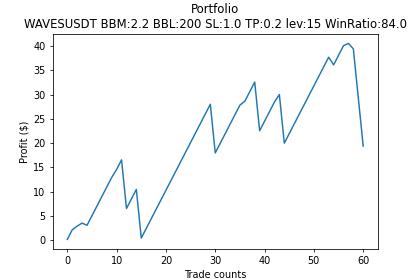 Portfolio
WAVESUSDT BBM:2.2 BBL:200 SL:1.0 TP:0.2 lev:15 WinRatio:84.0
40
35
30
25
20
15
10
5
0
Profit ($)
0 10 20 30 40 50 60
Trade counts